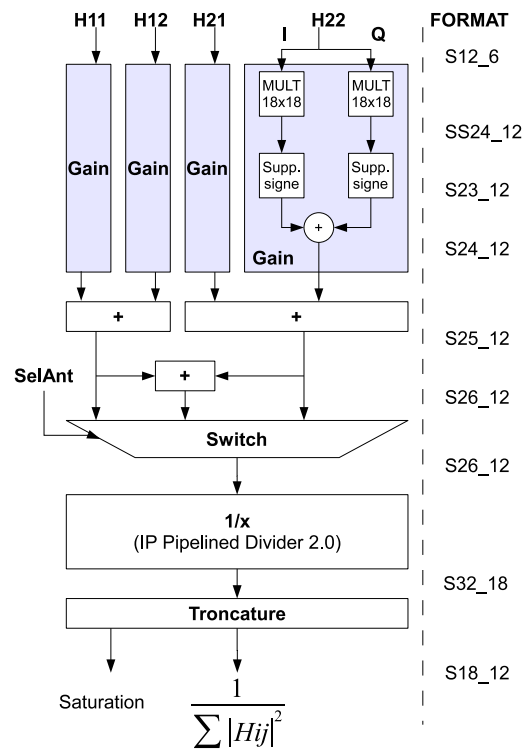 H11 H12 H21 H22 FORMAT
I Q
S12_6
MULT 18x18 MULT 18x18
SS24_12
Gain Gain Gain
Supp. signe Supp. signe
S23_12
+
S24_12
Gain
+ +
S25_12
SelAnt
+
S26_12
Switch
S26_12
1/x
(IP Pipelined Divider 2.0)
S32_18
Troncature
S18_12
Saturation
1
∑ |Hij|²